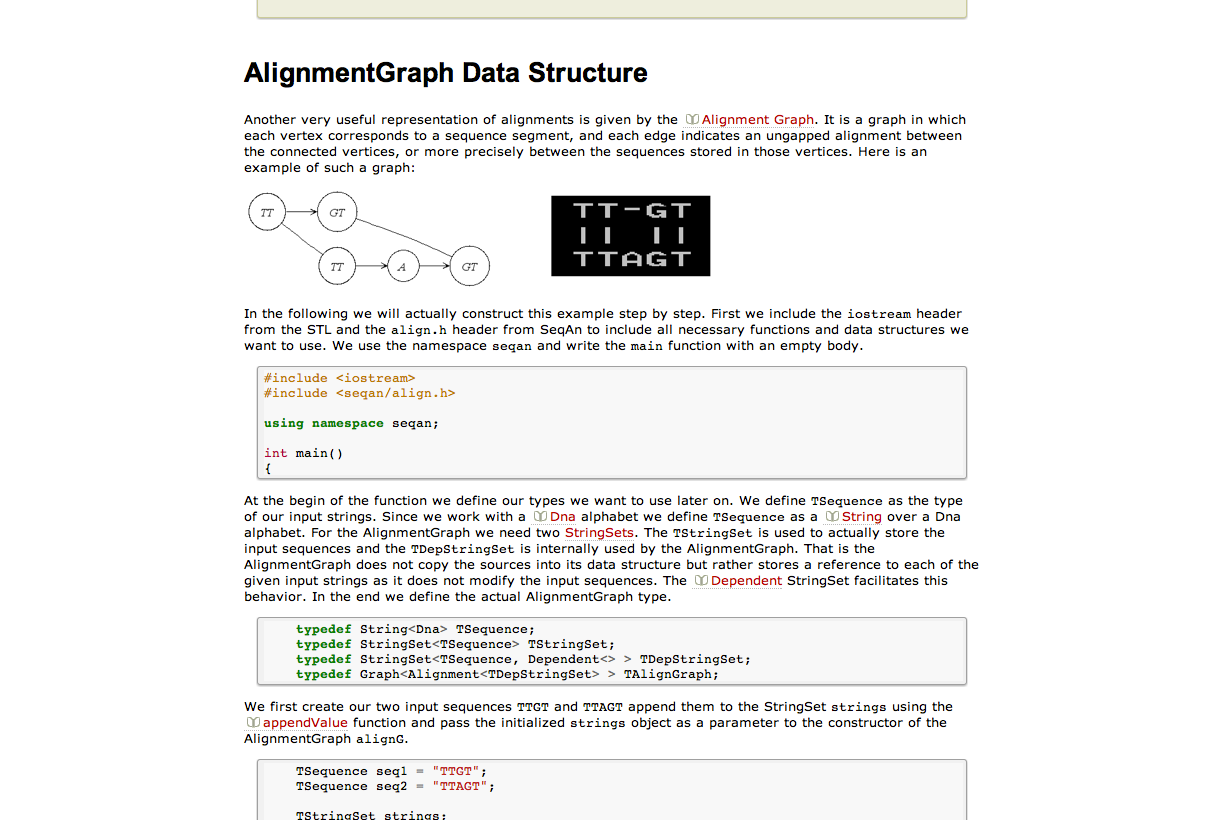 AlignmentGraph Data Structure
Another very useful representation of alignments is given by the Alignment Graph. It is a graph in which
each vertex corresponds to a sequence segment, and each edge indicates an ungapped alignment between
the connected vertices, or more precisely between the sequences stored in those vertices. Here is an
example of such a graph:
TT GT
TT A GT
TT-GT
|| ||
TTAGT
In the following we will actually construct this example step by step. First we include the iostream header
from the STL and the align.h header from SeqAn to include all necessary functions and data structures we
want to use. We use the namespace seqan and write the main function with an empty body.
#include <iostream>
#include <seqan/align.h>
using namespace seqan;
int main()
{
At the begin of the function we define our types we want to use later on. We define TSequence as the type
of our input strings. Since we work with a Dna alphabet we define TSequence as a String over a Dna
alphabet. For the AlignmentGraph we need two StringSets. The TStringSet is used to actually store the
input sequences and the TDepStringSet is internally used by the AlignmentGraph. That is the
AlignmentGraph does not copy the sources into its data structure but rather stores a reference to each of the
given input strings as it does not modify the input sequences. The Dependent StringSet facilitates this
behavior. In the end we define the actual AlignmentGraph type.
typedef String<Dna> TSequence;
typedef StringSet<TSequence> TStringSet;
typedef StringSet<TSequence, Dependent<> > TDepStringSet;
typedef Graph<Alignment<TDepStringSet> > TAlignGraph;
We first create our two input sequences TTGT and TTAGT append them to the StringSet strings using the
appendValue function and pass the initialized strings object as a parameter to the constructor of the
AlignmentGraph alignG.
TSequence seq1 = "TTGT";
TSequence seq2 = "TTAGT";
TStringSet strings;